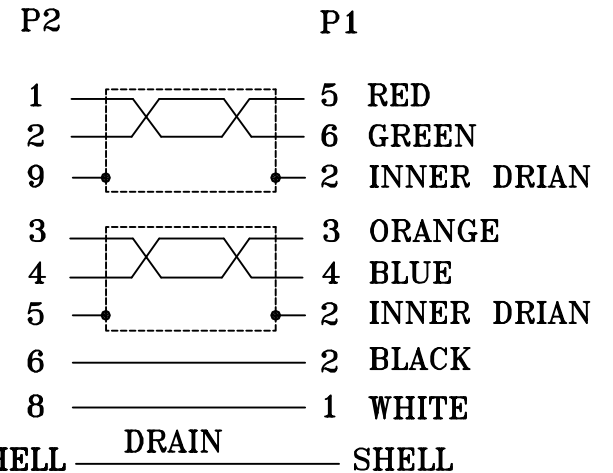 P2 P1
1 5 RED
2 6 GREEN
9 2 INNER DRIAN
3 3 ORANGE
4 4 BLUE
5 2 INNER DRIAN
6 2 BLACK
8 1 WHITE
HELL DRAIN SHELL